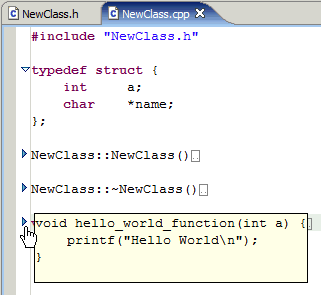 NewClass.h NewClass.cpp
#include "NewClass.h"
typedef struct {
int a;
char *name;
};
NewClass::NewClass()
NewClass::~NewClass()
void hello_world_function(int a) {
printf("Hello World\n");
}